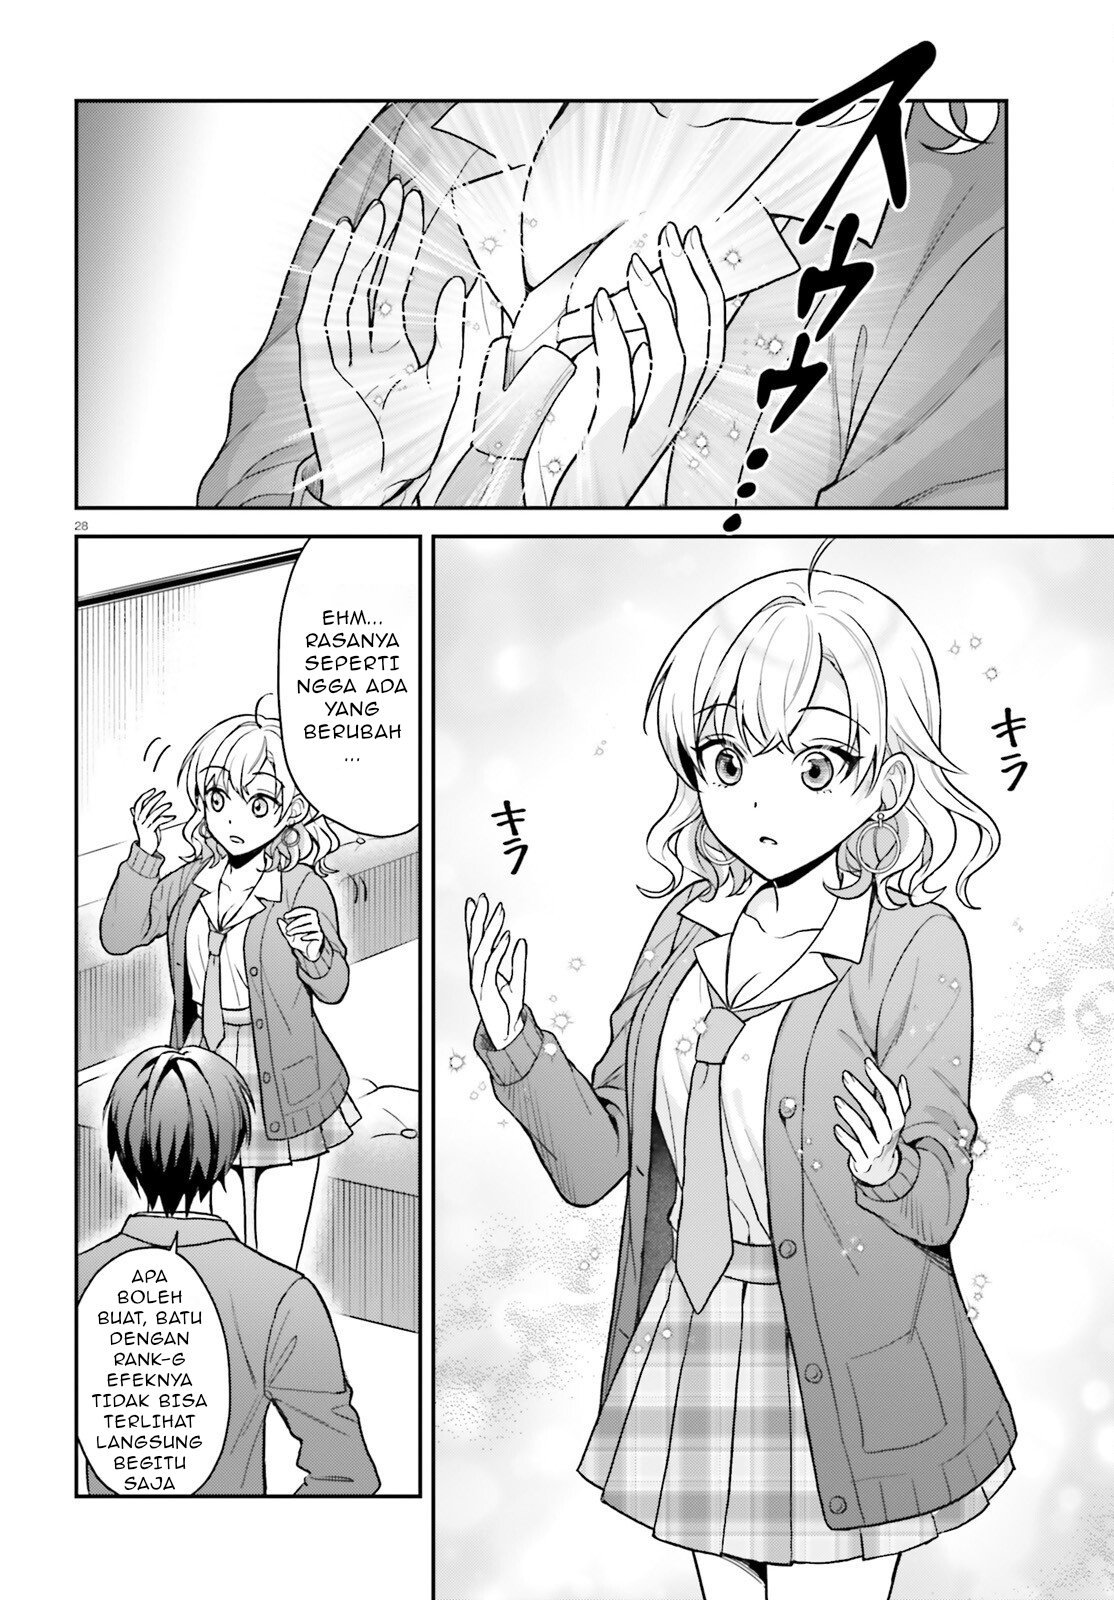 スゥゥゥ・・・・・
キラ
キラ
28
EHM...
RASANYA
SEPERTI
NGGA ADA
YANG
BERUBAH
...
APA
BOLEH
BUAT, BATU
DENGAN
RANK-G
EFEKNYA
TIDAK BISA
TERLIHAT
LANGSUNG
BEGITU
SAJA